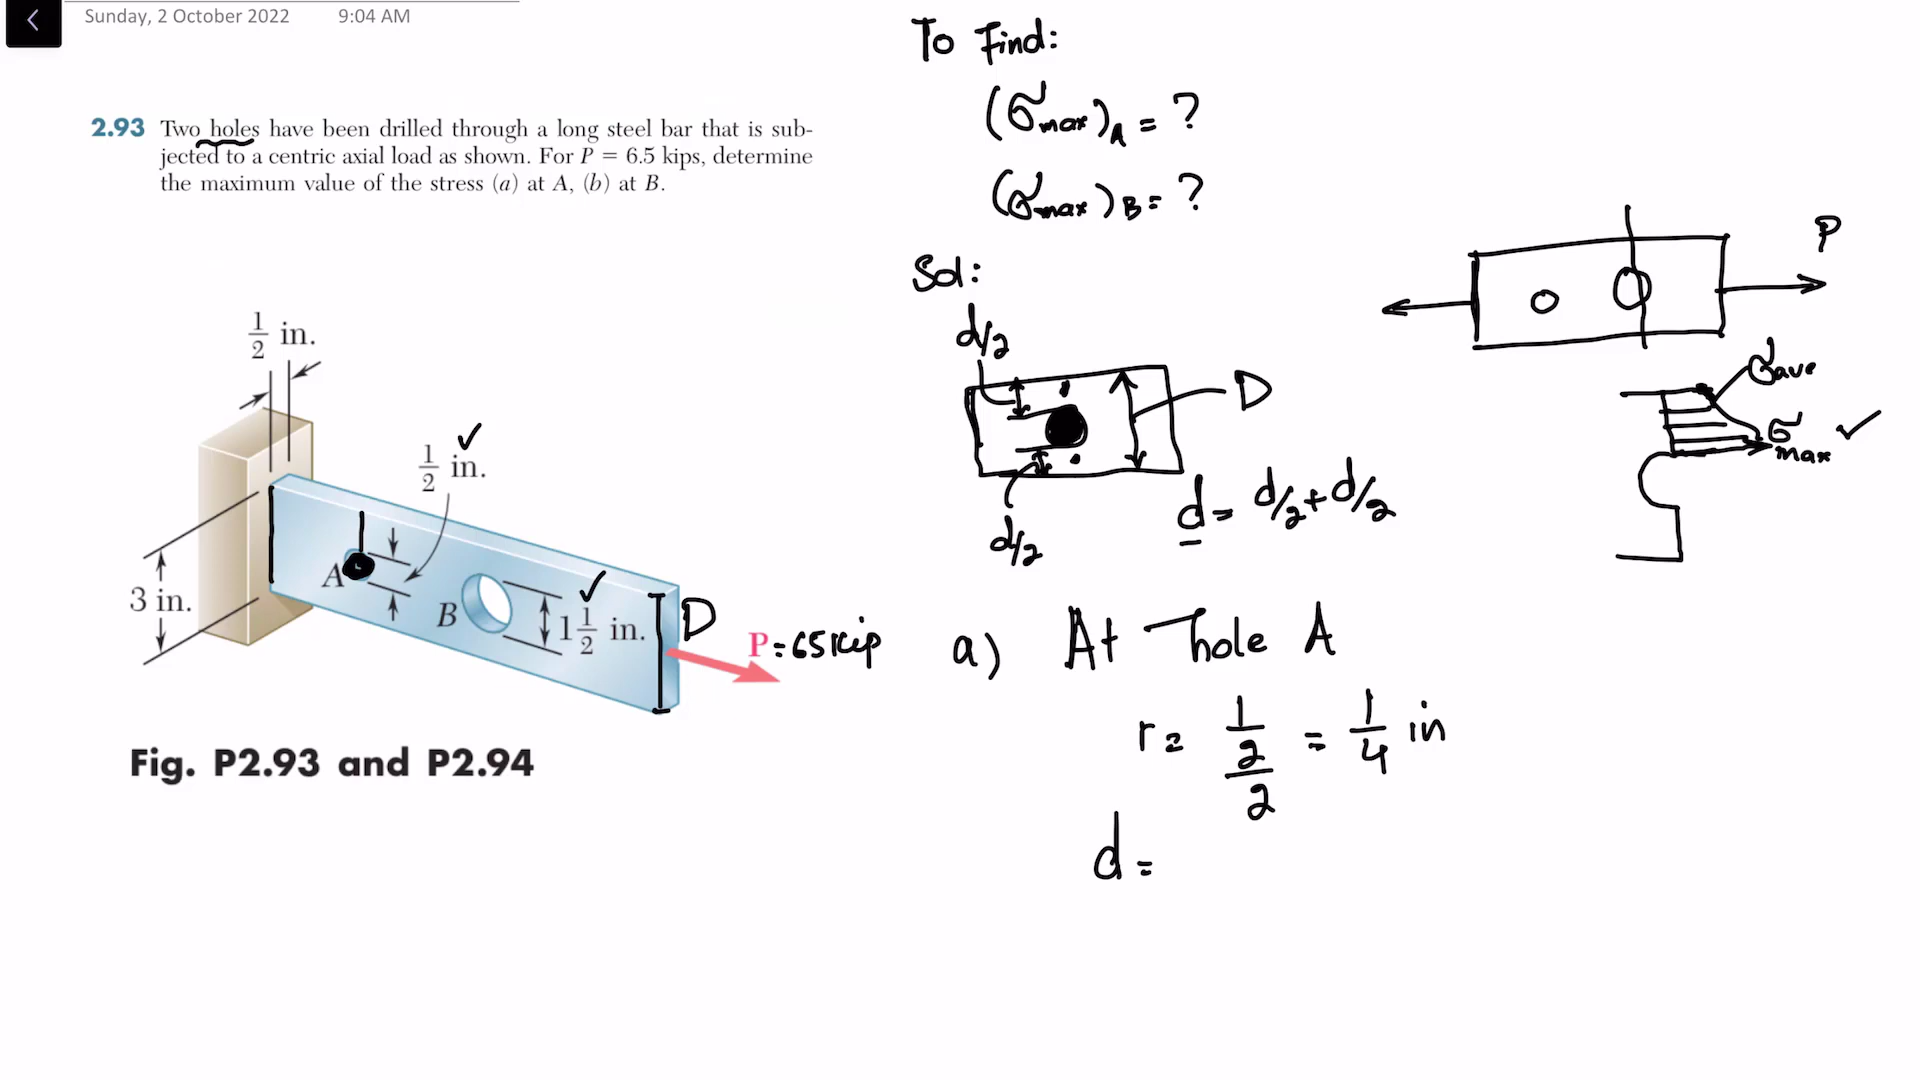 Sunday, 2 October 2022 9:04 AM
2.93 Two holes have been drilled through a long steel bar that is sub-
jected to a centric axial load as shown. For P = 6.5 kips, determine
the maximum value of the stress (a) at A, (b) at B.
1/2 in.
1/2 in.
3 in.
A
B
1 1/2 in.
D
P = 65 kip
Fig. P2.93 and P2.94
To Find:
(σmax)A = ?
(σmax)B = ?
Sol:
d/2
D
d/2
d = d/2 + d/2
P
σave
σmax
a) At hole A
r = 1/2/2 = 1/4 in
d =